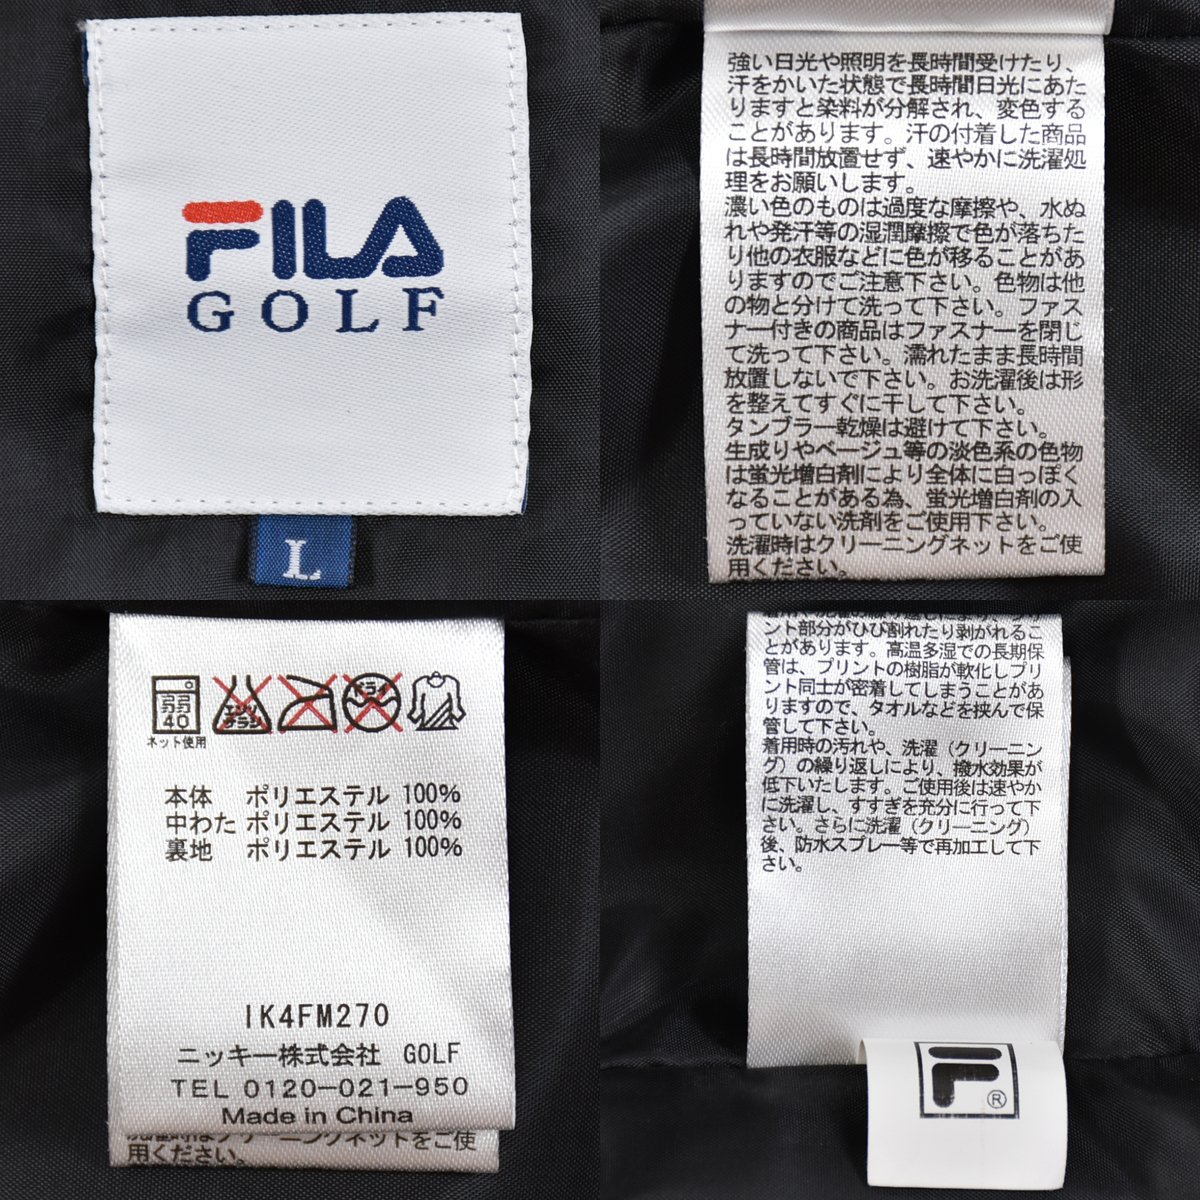 FILA
GOLF
L
強い日光や照明を長時間受けたり、
汗をかいた状態で長時間日光にあた
りますと染料が分解され、変色する
ことがあります。汗の付着した商品
は長時間放置せず、速やかに洗濯処
理をお願いします。
濃い色のものは過度な摩擦や、水ぬ
れや発汗等の湿潤摩擦で色が落ちた
り他の衣服などに色が移ることがあ
りますのでご注意下さい。色物は他
の物と分けて洗って下さい。ファス
ナー付きの商品はファスナーを閉じ
て洗って下さい。濡れたまま長時間
放置しないで下さい。お洗濯後は形
を整えてすぐに干して下さい。
タンブラー乾燥は避けて下さい。
生成りやベージュ等の淡色系の色物
は蛍光増白剤により全体に白っぽく
なることがある為、蛍光増白剤の入
っていない洗剤をご使用下さい。
洗濯時はクリーニングネットをご使
用ください。
弱
40
ネット使用
エンソ
サラシ
ドライ
本体 ポリエステル 100%
中わた ポリエステル 100%
裏地 ポリエステル 100%
IK4FM270
ニッキー株式会社 GOLF
TEL 0120-021-950
Made in China
洗濯時はクリーニングネットをご使
用ください。
ント部分がひび割れたり剥がれるこ
とがあります。高温多湿での長期保
管は、プリントの樹脂が軟化しプリ
ント同士が密着してしまうことがあ
りますので、タオルなどを挟んで保
管して下さい。
着用時の汚れや、洗濯（クリーニン
グ）の繰り返しにより、撥水効果が
低下いたします。ご使用後は速やか
に洗濯し、すすぎを充分に行って下
さい。さらに洗濯（クリーニング）
後、防水スプレー等で再加工して下
さい。
F
®